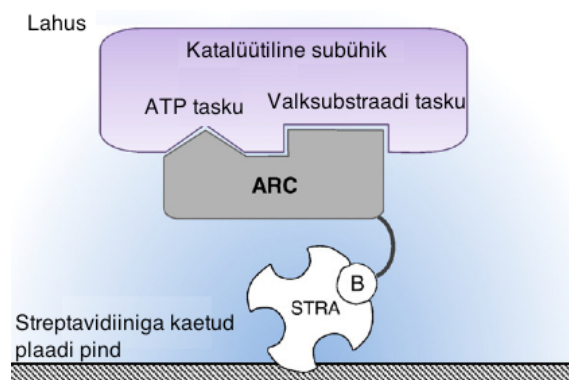 Lahus
Katalüütiline subühik
ATP tasku
Valksubstraadi tasku
ARC
B
STRA
Streptavidiiniga kaetud
plaadi pind